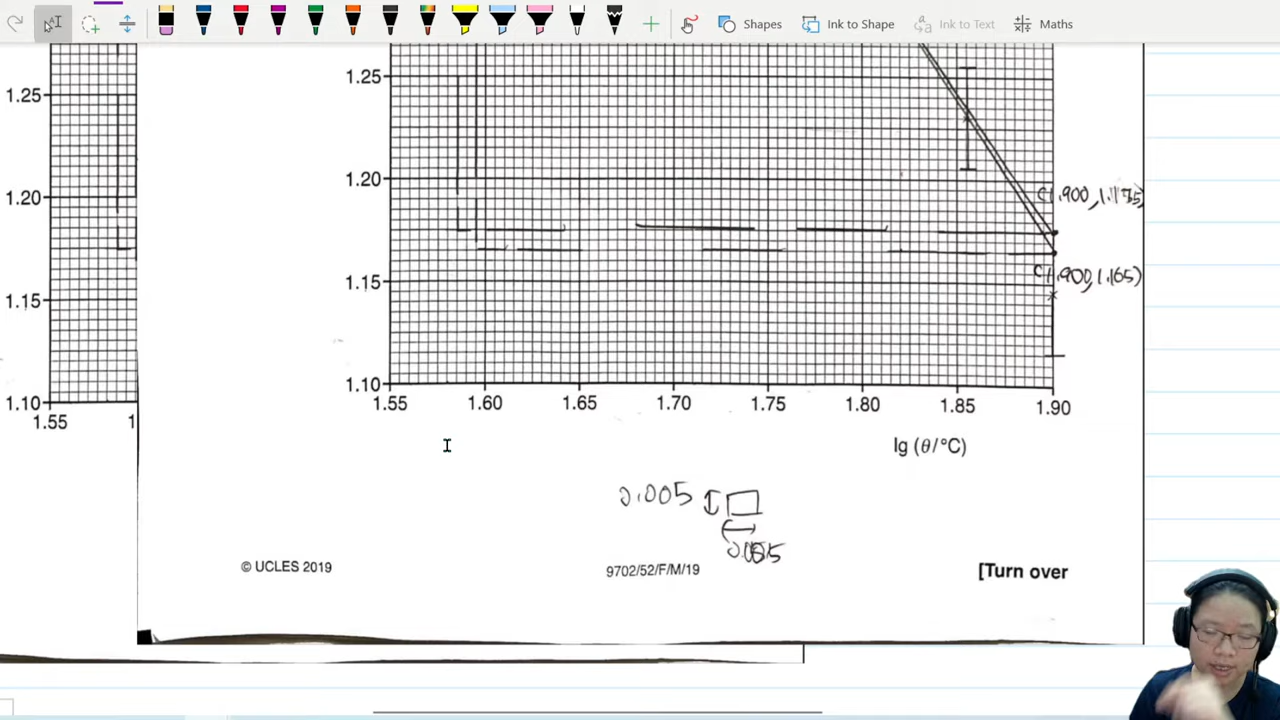 Shapes Ink to Shape Ink to Text Maths
1.25 1.25
1.20 1.20
(1.900, 1.175)
1.15 1.15
(1.900, 1.165)
1.10 1.10
1.55 1 1.55 1.60 1.65 1.70 1.75 1.80 1.85 1.90
lg (θ/°C)
0.005
© UCLES 2019 9702/52/F/M/19 [Turn over